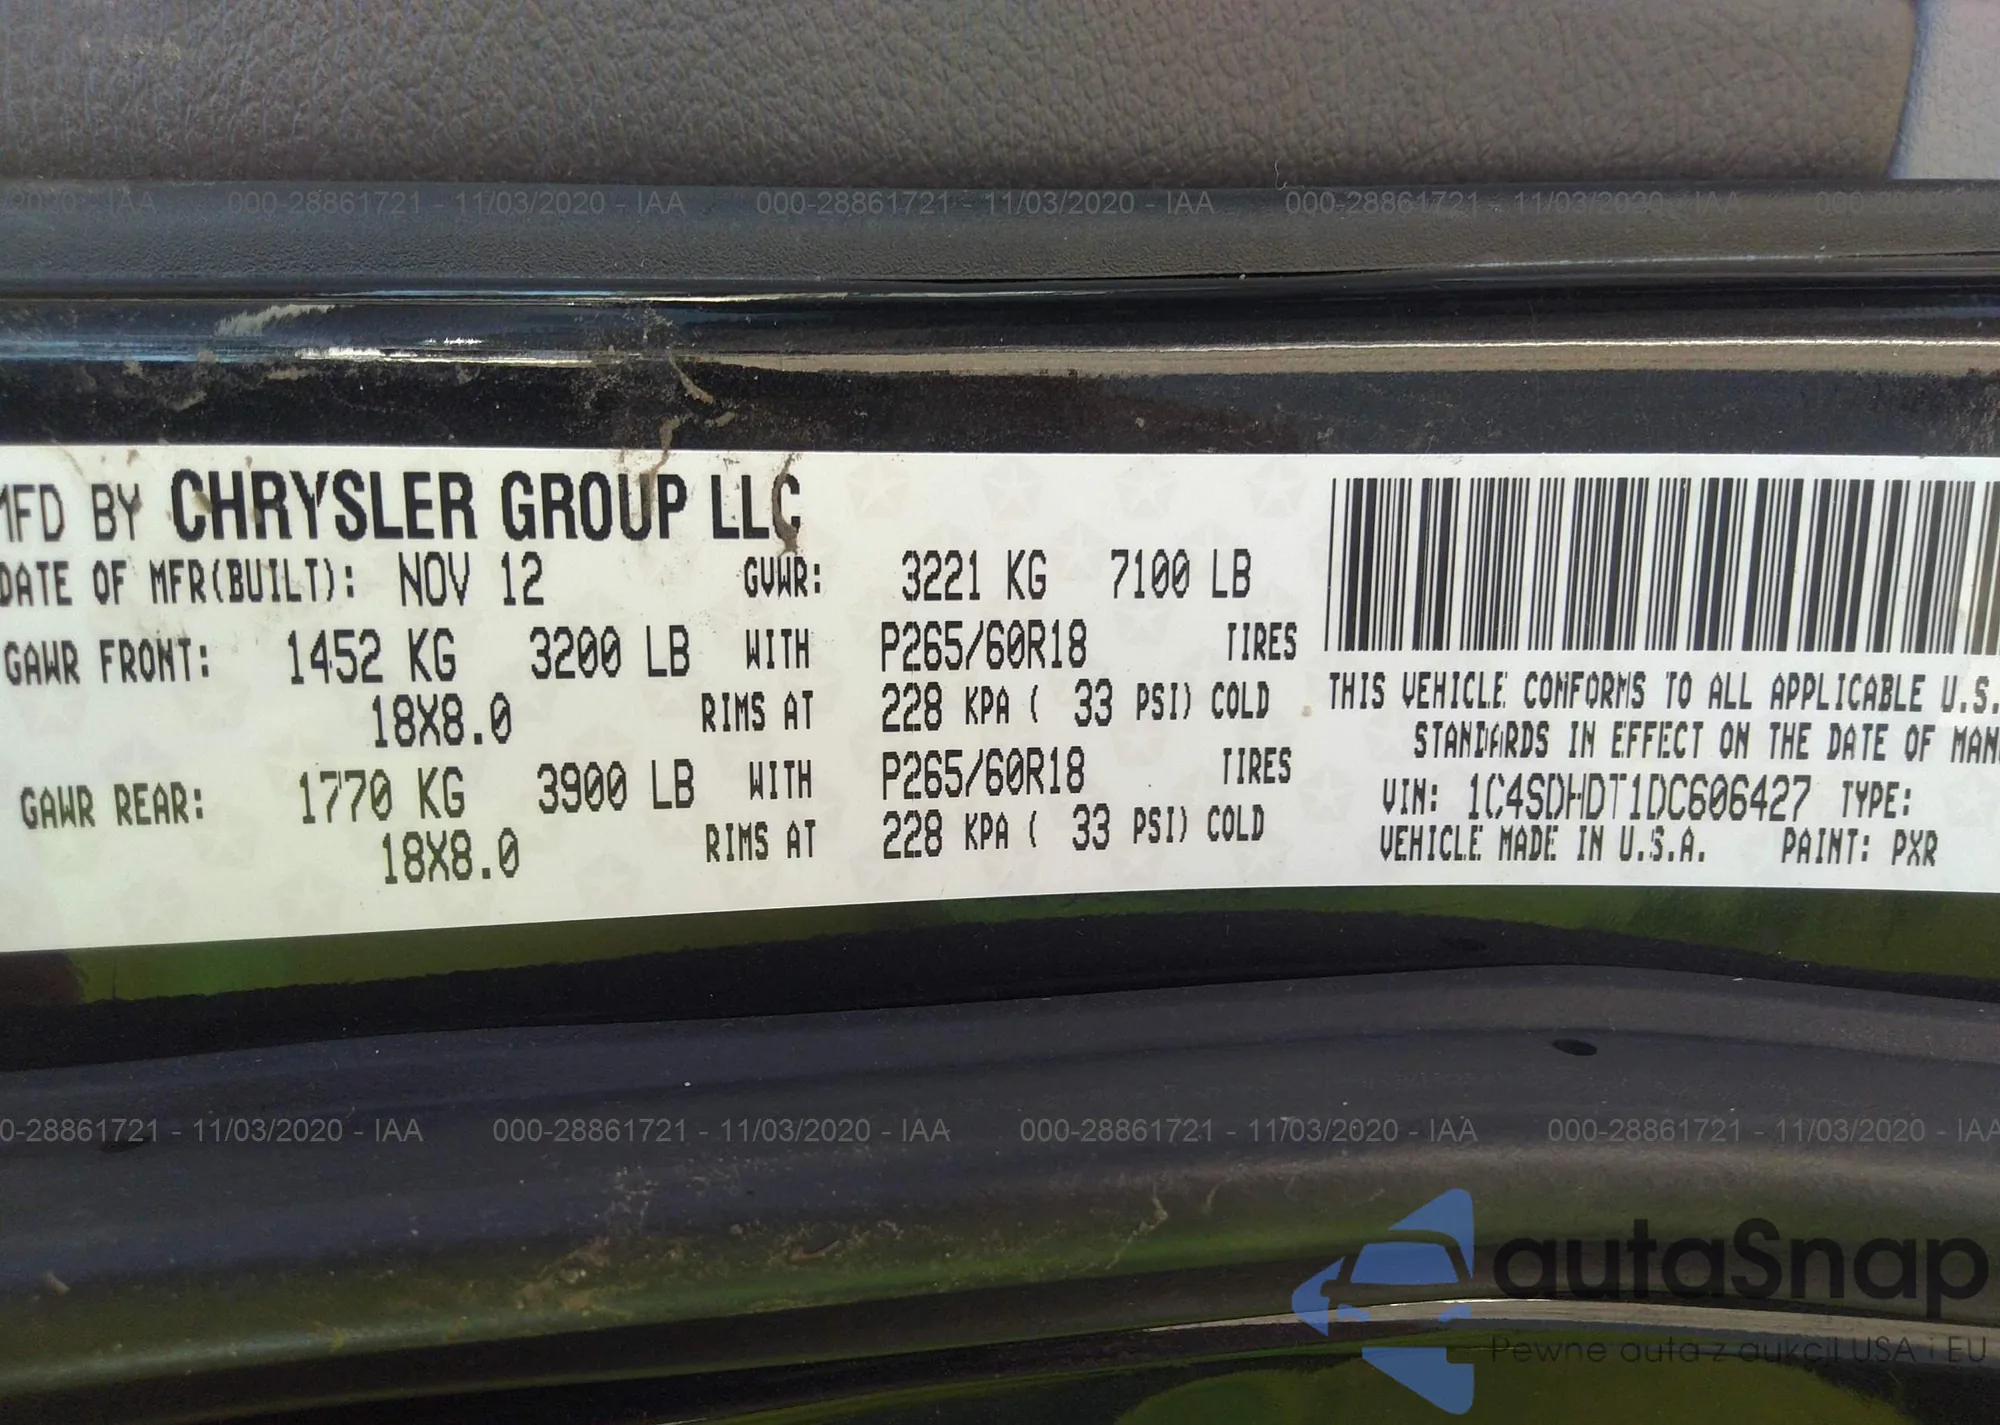 2020 - IAA 000-28861721 - 11/03/2020 - IAA 000-28861721 - 11/03/2020 - IAA 000-28861721 - 11/03/2020 - IAA 000-288
MFD BY CHRYSLER GROUP LLC
DATE OF MFR(BUILT): NOV 12 GVWR: 3221 KG 7100 LB
GAWR FRONT: 1452 KG 3200 LB WITH P265/60R18 TIRES
18X8.0 RIMS AT 228 KPA ( 33 PSI) COLD
GAWR REAR: 1770 KG 3900 LB WITH P265/60R18 TIRES
18X8.0 RIMS AT 228 KPA ( 33 PSI) COLD
THIS VEHICLE CONFORMS TO ALL APPLICABLE U.S.
STANDARDS IN EFFECT ON THE DATE OF MAN
VIN: 1C4SDHDT1DC606427 TYPE:
VEHICLE MADE IN U.S.A. PAINT: PXR
0-28861721 - 11/03/2020 - IAA 000-28861721 - 11/03/2020 - IAA 000-28861721 - 11/03/2020 - IAA 000-28861721 - 11/03/2020 - IAA
autaSnap
Pewne auta z aukcji USA i EU